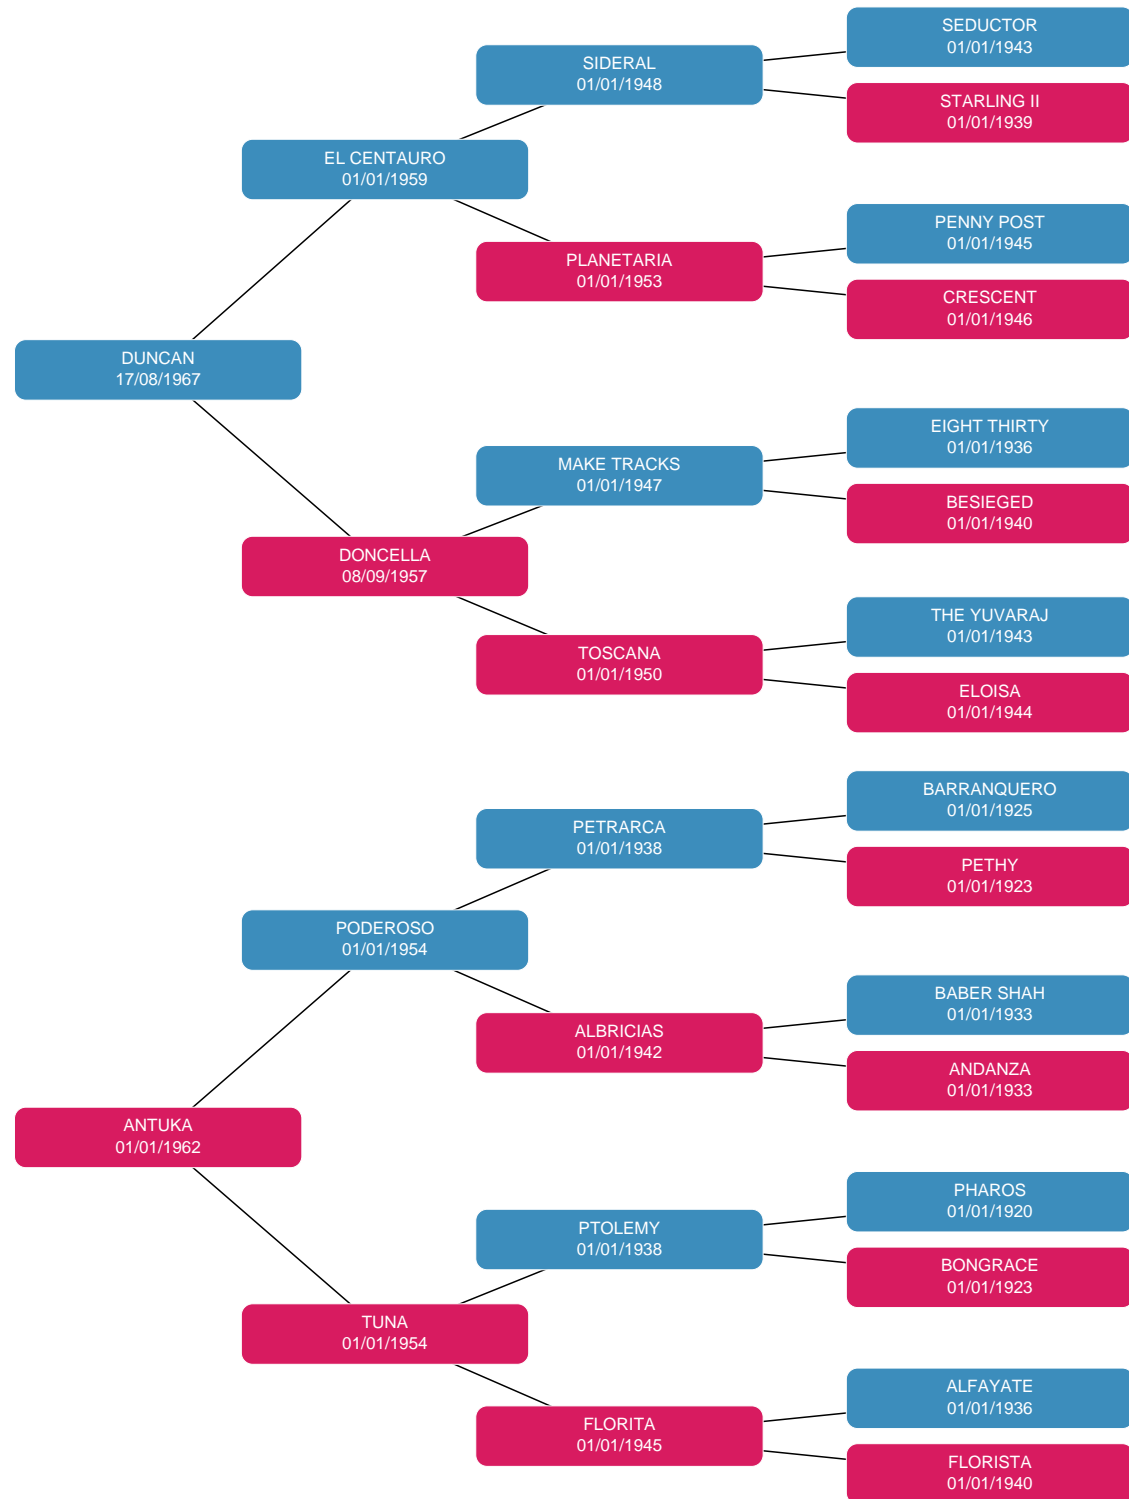 SEDUCTOR
01/01/1943
SIDERAL
01/01/1948
STARLING II
01/01/1939
EL CENTAURO
01/01/1959
PENNY POST
01/01/1945
PLANETARIA
01/01/1953
CRESCENT
01/01/1946
DUNCAN
17/08/1967
EIGHT THIRTY
01/01/1936
MAKE TRACKS
01/01/1947
BESIEGED
01/01/1940
DONCELLA
08/09/1957
THE YUVARAJ
01/01/1943
TOSCANA
01/01/1950
ELOISA
01/01/1944
BARRANQUERO
01/01/1925
PETRARCA
01/01/1938
PETHY
01/01/1923
PODEROSO
01/01/1954
BABER SHAH
01/01/1933
ALBRICIAS
01/01/1942
ANDANZA
01/01/1933
ANTUKA
01/01/1962
PHAROS
01/01/1920
PTOLEMY
01/01/1938
BONGRACE
01/01/1923
TUNA
01/01/1954
ALFAYATE
01/01/1936
FLORITA
01/01/1945
FLORISTA
01/01/1940